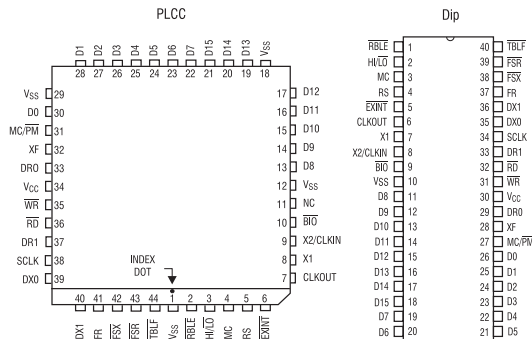 PLCC
D1 D2 D3 D4 D5 D6 D7 D15 D14 D13 VSS
28 27 26 25 24 23 22 21 20 19 18
VSS 29
D0 30
MC/PM 31
XF 32
DR0 33
VCC 34
WR 35
RD 36
DR1 37
SCLK 38
DX0 39
17 D12
16 D11
15 D10
14 D9
13 D8
12 VSS
11 NC
10 BIO
9 X2/CLKIN
8 X1
7 CLKOUT
INDEX
DOT
40 41 42 43 44 1 2 3 4 5 6
DX1 FR FSX FSR TBLF VSS RBLE HI/LO MC RS EXINT
Dip
RBLE 1 40 TBLF
HI/LO 2 39 FSR
MC 3 38 FSX
RS 4 37 FR
EXINT 5 36 DX1
CLKOUT 6 35 DX0
X1 7 34 SCLK
X2/CLKIN 8 33 DR1
BIO 9 32 RD
VSS 10 31 WR
D8 11 30 VCC
D9 12 29 DR0
D10 13 28 XF
D11 14 27 MC/PM
D12 15 26 D0
D13 16 25 D1
D14 17 24 D2
D15 18 23 D3
D7 19 22 D4
D6 20 21 D5